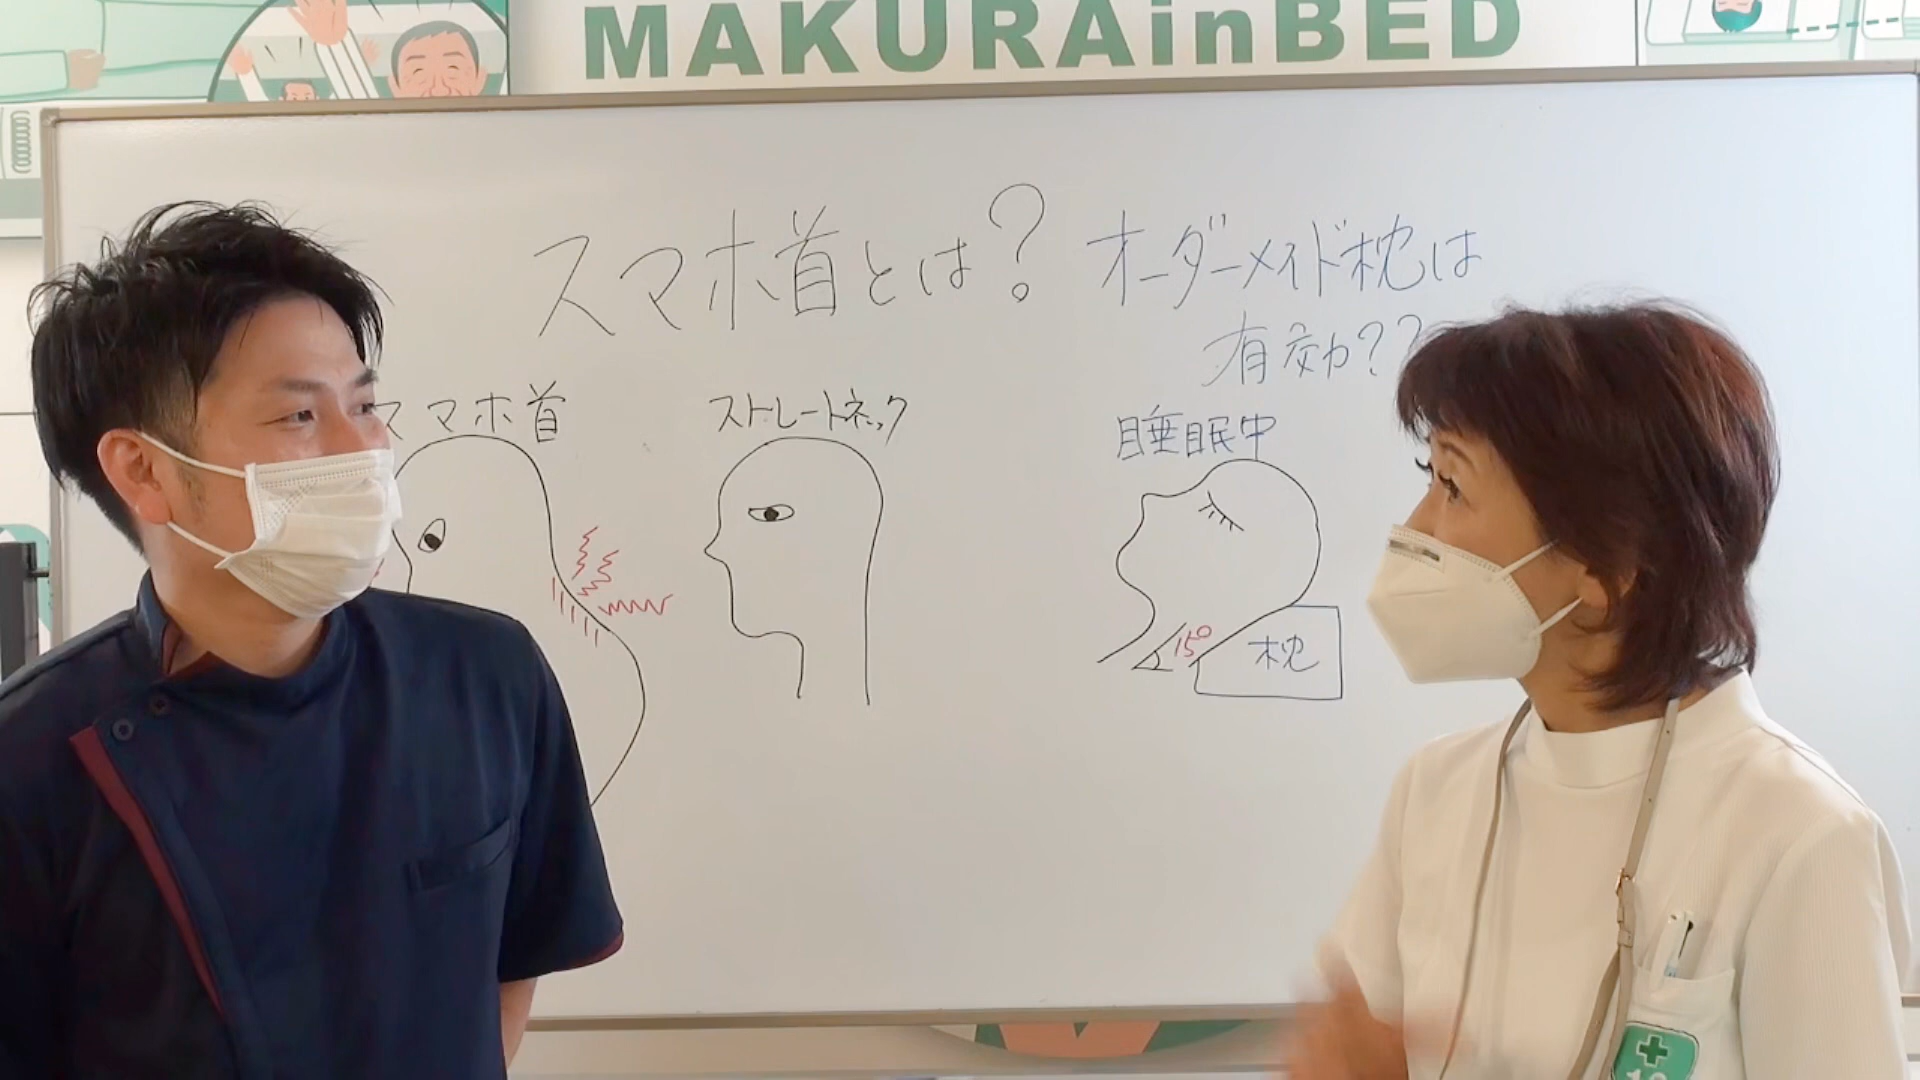 MAKURAinBED
スマホ首とは？ オーダーメイド枕は
有効？？
スマホ首
ストレートネック
睡眠中
15°
枕